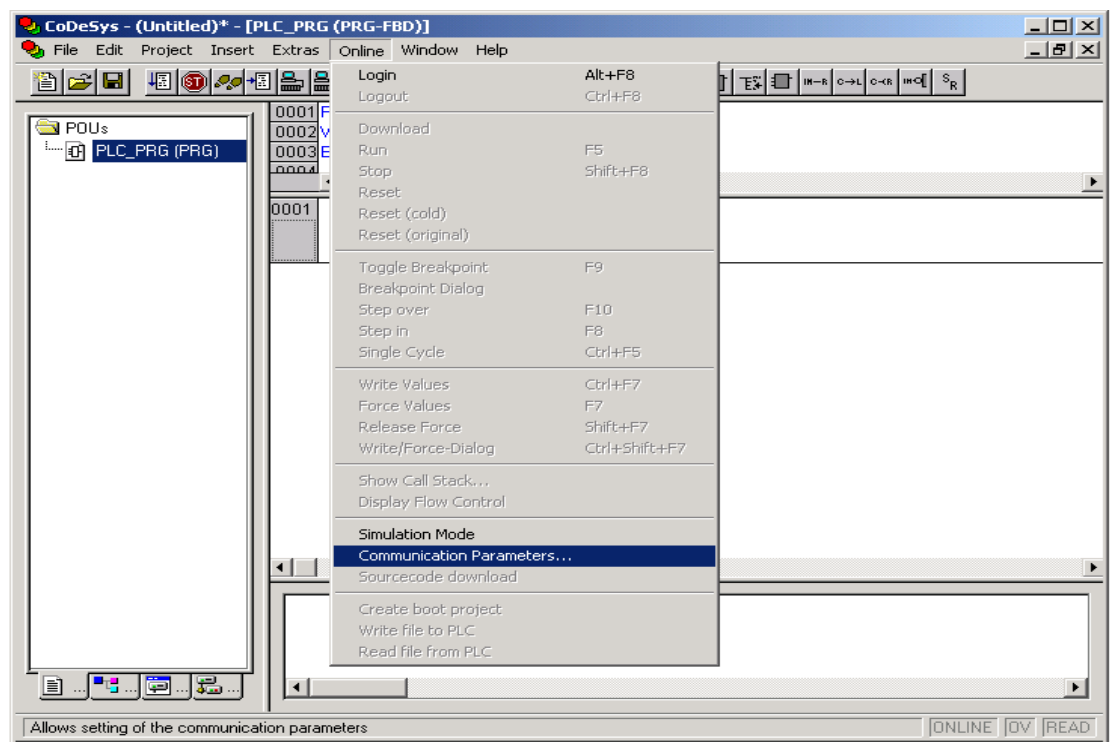 CoDeSys - (Untitled)* - [PLC_PRG (PRG-FBD)]
File Edit Project Insert Extras Online Window Help
POUs
PLC_PRG (PRG)
0001 F
0002 V
0003 E
0004
0001
Login Alt+F8
Logout Ctrl+F8
Download
Run F5
Stop Shift+F8
Reset
Reset (cold)
Reset (original)
Toggle Breakpoint F9
Breakpoint Dialog
Step over F10
Step in F8
Single Cycle Ctrl+F5
Write Values Ctrl+F7
Force Values F7
Release Force Shift+F7
Write/Force-Dialog Ctrl+Shift+F7
Show Call Stack...
Display Flow Control
Simulation Mode
Communication Parameters...
Sourcecode download
Create boot project
Write file to PLC
Read file from PLC
... ... ... ...
Allows setting of the communication parameters ONLINE OV READ